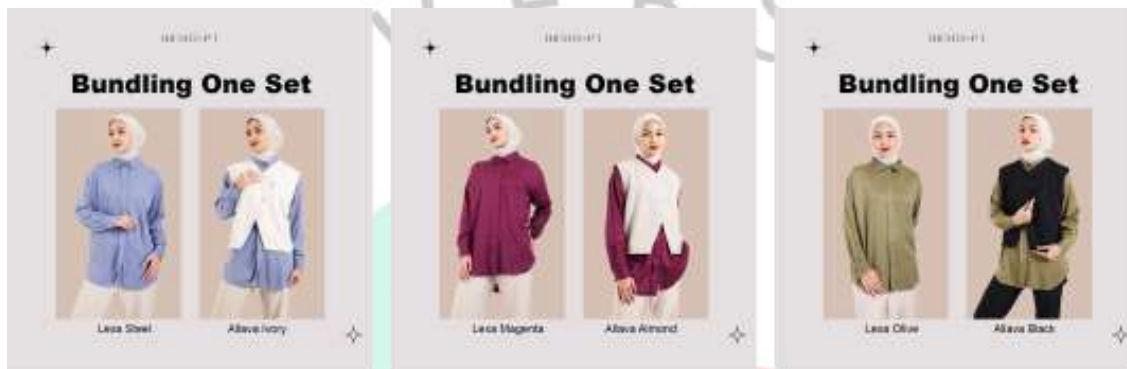 Bundling One Set
Lexa Steel
Allava Ivory
Bundling One Set
Lexa Magenta
Allava Almond
Bundling One Set
Lexa Olive
Allava Black